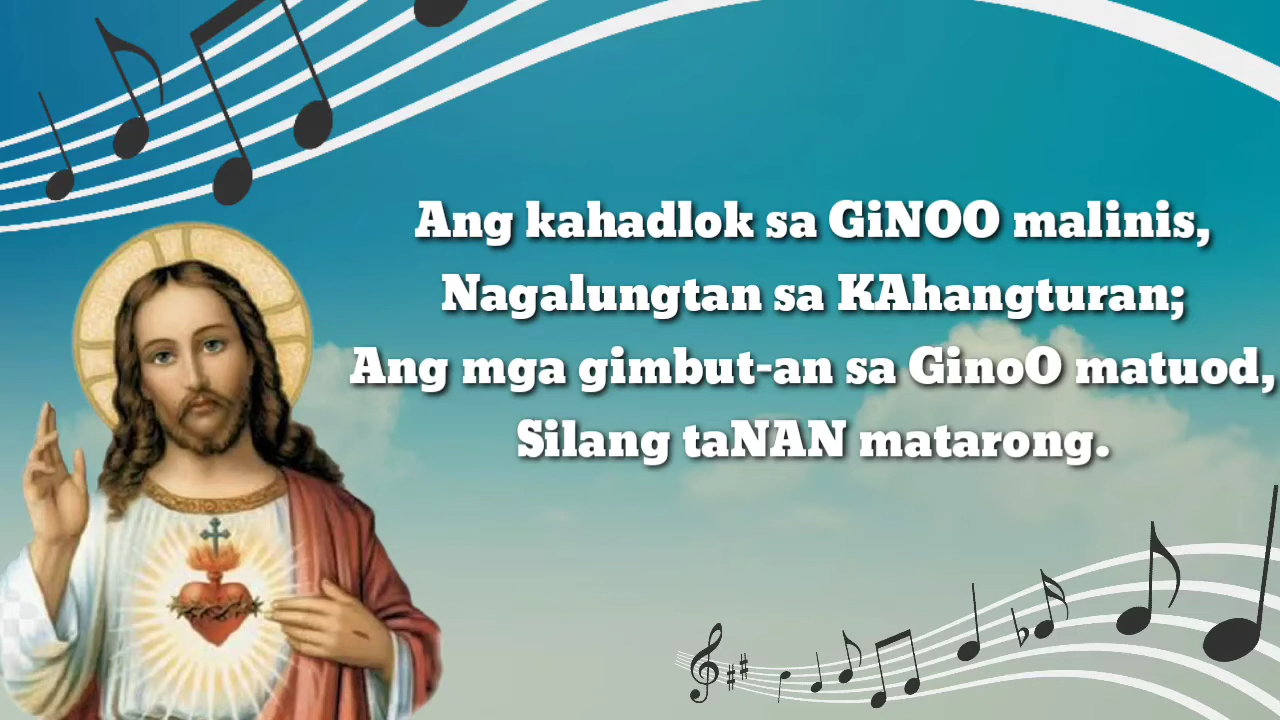 Ang kahadlok sa GiNOO malinis,
Nagalungtan sa KAhangturan;
Ang mga gimbut-an sa GinoO matuod,
Silang taNAN matarong.